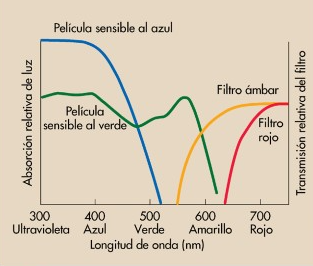 Película sensible al azul
Película
sensible al verde
Filtro ámbar
Filtro
rojo
Absorción relativa de luz
Transmisión relativa del filtro
300 400 500 600 700
Ultravioleta Azul Verde Amarillo Rojo
Longitud de onda (nm)